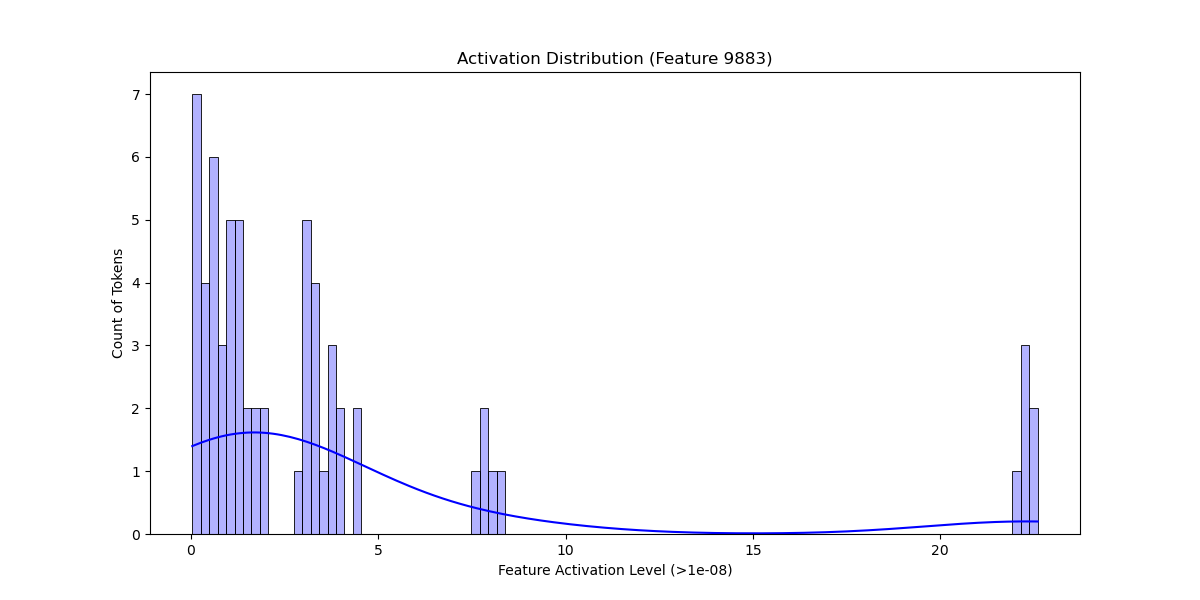 Activation Distribution (Feature 9883)
7
6
5
4
3
2
1
0
Count of Tokens
0 5 10 15 20
Feature Activation Level (>1e-08)